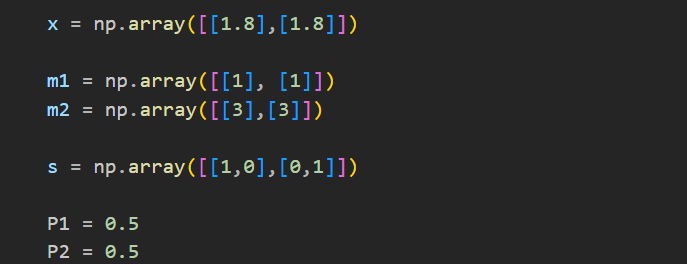 x = np.array([[1.8],[1.8]])
m1 = np.array([[1], [1]])
m2 = np.array([[3],[3]])
s = np.array([[1,0],[0,1]])
P1 = 0.5
P2 = 0.5